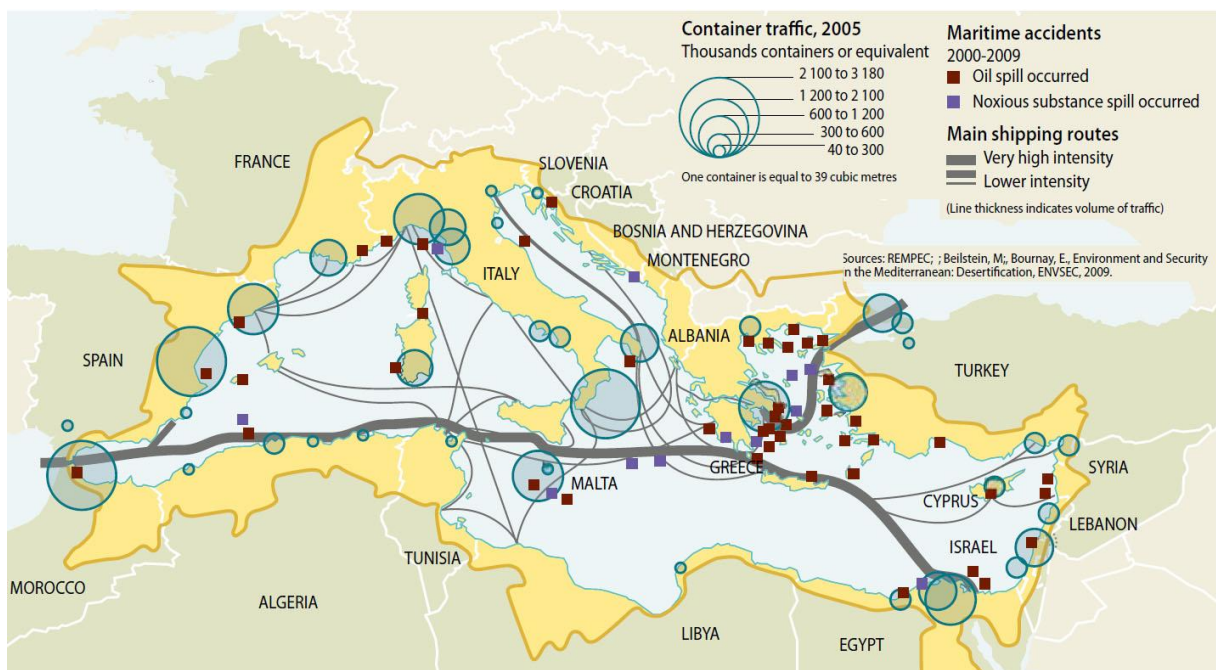 Container traffic, 2005
Thousands containers or equivalent
2 100 to 3 180
1 200 to 2 100
600 to 1 200
300 to 600
40 to 300
One container is equal to 39 cubic metres
Maritime accidents
2000-2009
Oil spill occurred
Noxious substance spill occurred
Main shipping routes
Very high intensity
Lower intensity
(Line thickness indicates volume of traffic)
Sources: REMPEC; ; Beilstein, M;, Bournay, E., Environment and Security
in the Mediterranean: Desertification, ENVSEC, 2009.
FRANCE
SLOVENIA
CROATIA
BOSNIA AND HERZEGOVINA
MONTENEGRO
ITALY
ALBANIA
SPAIN
TURKEY
GREECE
MALTA
SYRIA
CYPRUS
LEBANON
ISRAEL
TUNISIA
MOROCCO
ALGERIA
LIBYA
EGYPT